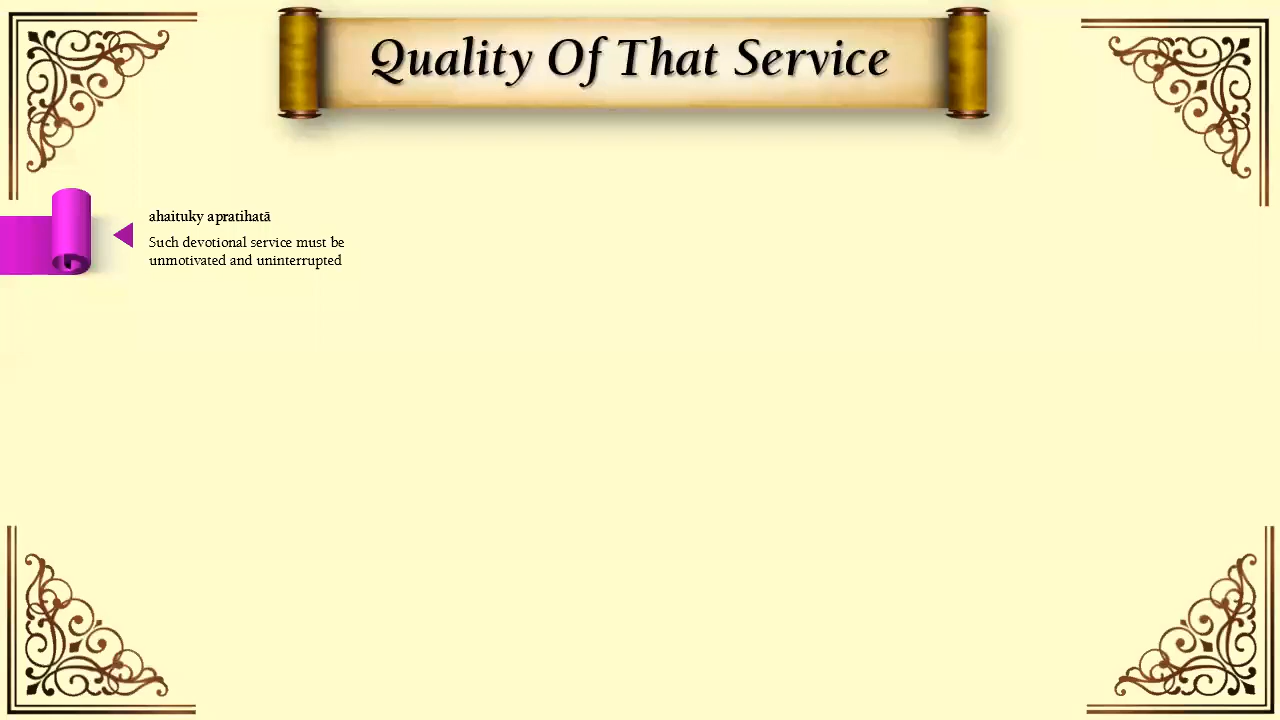 Quality Of That Service
ahaituky apratihatā
Such devotional service must be
unmotivated and uninterrupted